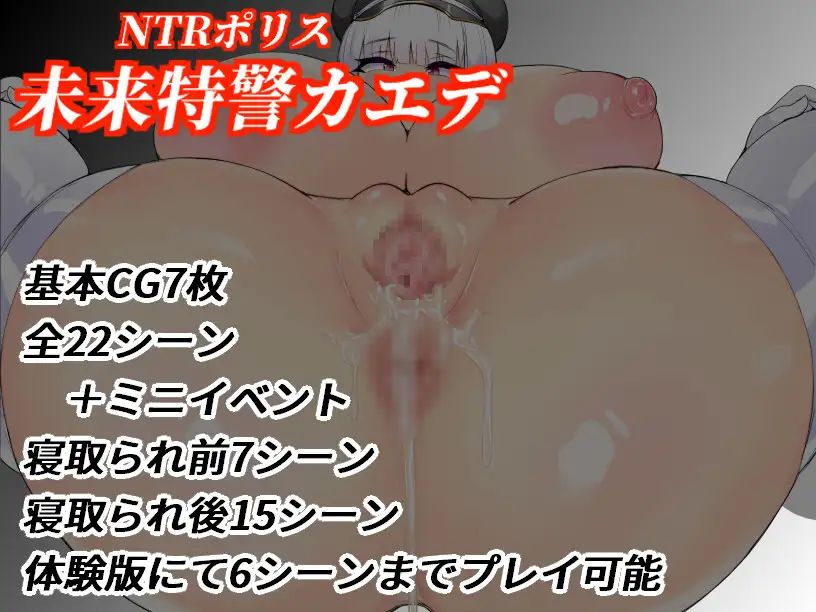 NTRポリス
未来特警カエデ
基本CG7枚
全22シーン
＋ミニイベント
寝取られ前7シーン
寝取られ後15シーン
体験版にて6シーンまでプレイ可能